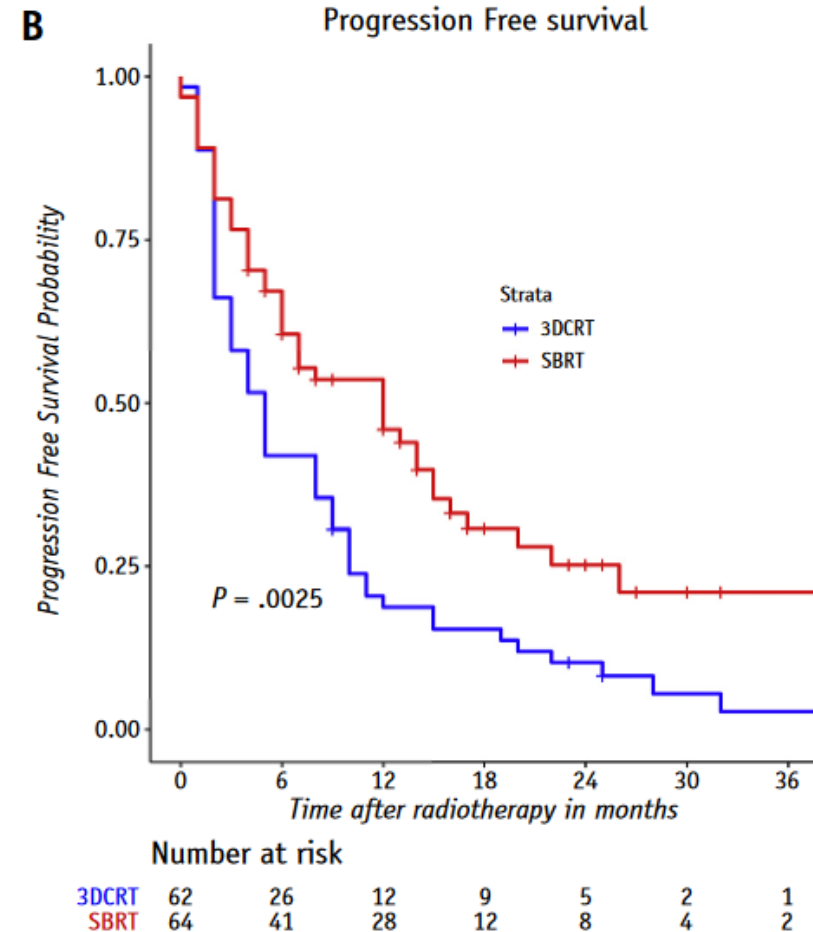 B
Progression Free survival
Progression Free Survival Probability
1.00
0.75
0.50
0.25
0.00
Strata
3DCRT
SBRT
P = .0025
0 6 12 18 24 30 36
Time after radiotherapy in months
Number at risk
3DCRT 62 26 12 9 5 2 1
SBRT 64 41 28 12 8 4 2